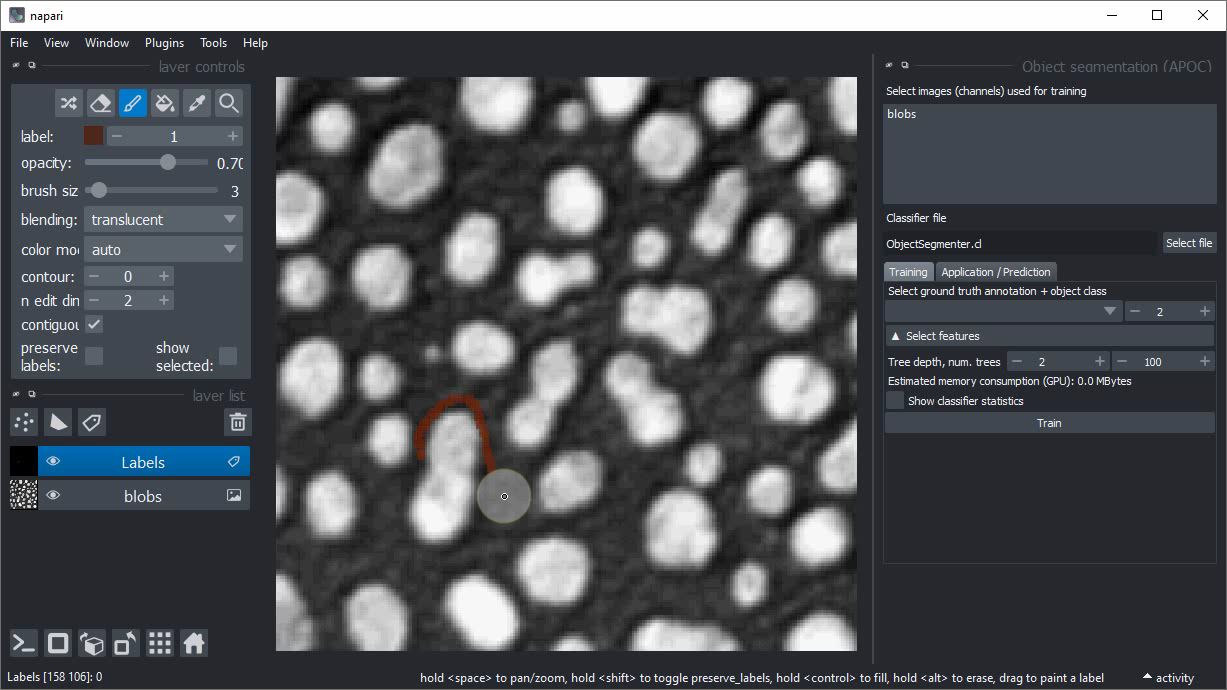 napari
File View Window Plugins Tools Help
layer controls
label: 1
opacity: 0.70
brush siz 3
blending: translucent
color mo auto
contour: 0
n edit din 2
contiguou
preserve labels: show selected:
layer list
Labels
blobs
Object segmentation (APOC)
Select images (channels) used for training
blobs
Classifier file
ObjectSegmenter.cl Select file
Training Application / Prediction
Select ground truth annotation + object class
2
▲ Select features
Tree depth, num. trees 2 100
Estimated memory consumption (GPU): 0.0 MBytes
Show classifier statistics
Train
Labels [158 106]: 0 hold <space> to pan/zoom, hold <shift> to toggle preserve_labels, hold <control> to fill, hold <alt> to erase, drag to paint a label activity